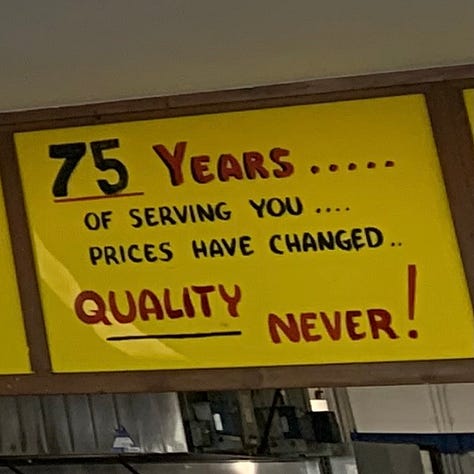 75 YEARS.....
OF SERVING YOU....
PRICES HAVE CHANGED..
QUALITY NEVER!